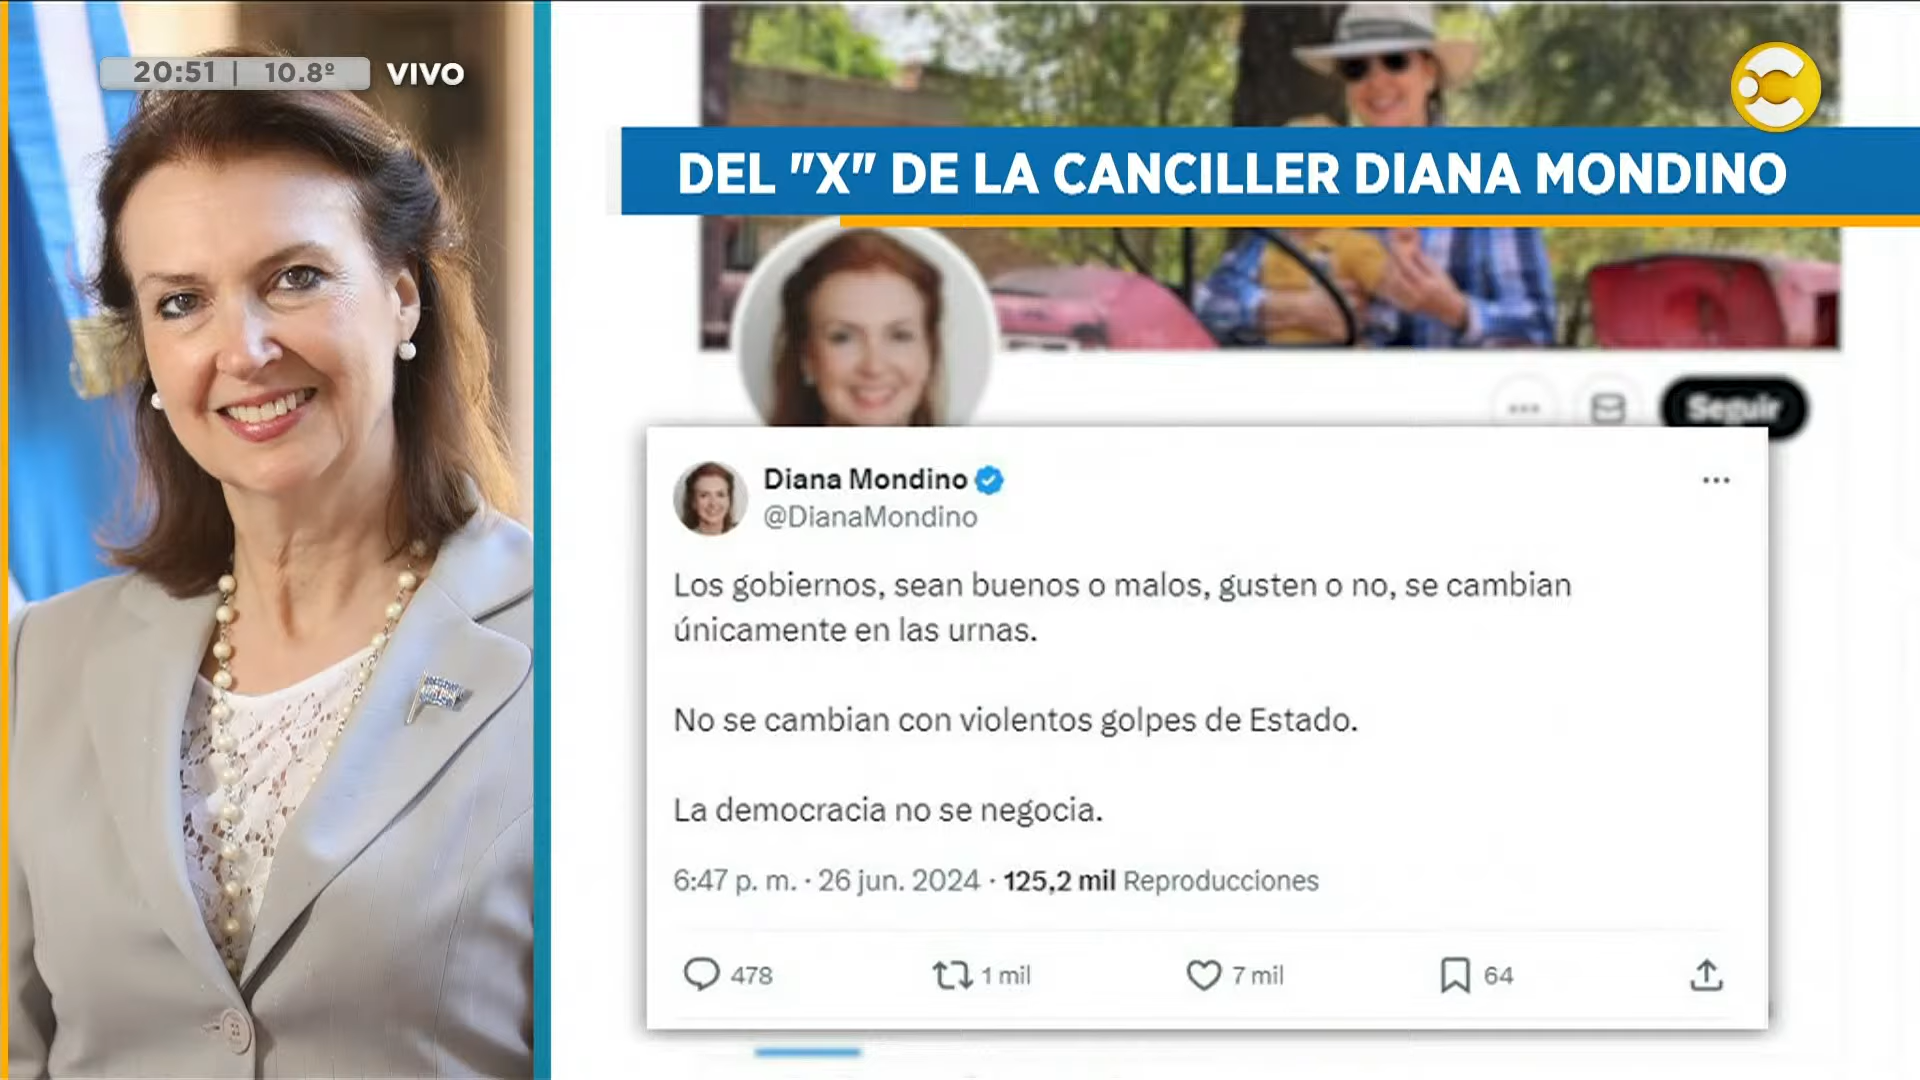 20:51 | 10.8º VIVO
DEL "X" DE LA CANCILLER DIANA MONDINO
Seguir
Diana Mondino
@DianaMondino
Los gobiernos, sean buenos o malos, gusten o no, se cambian
únicamente en las urnas.
No se cambian con violentos golpes de Estado.
La democracia no se negocia.
6:47 p. m. · 26 jun. 2024 · 125,2 mil Reproducciones
478 1 mil 7 mil 64